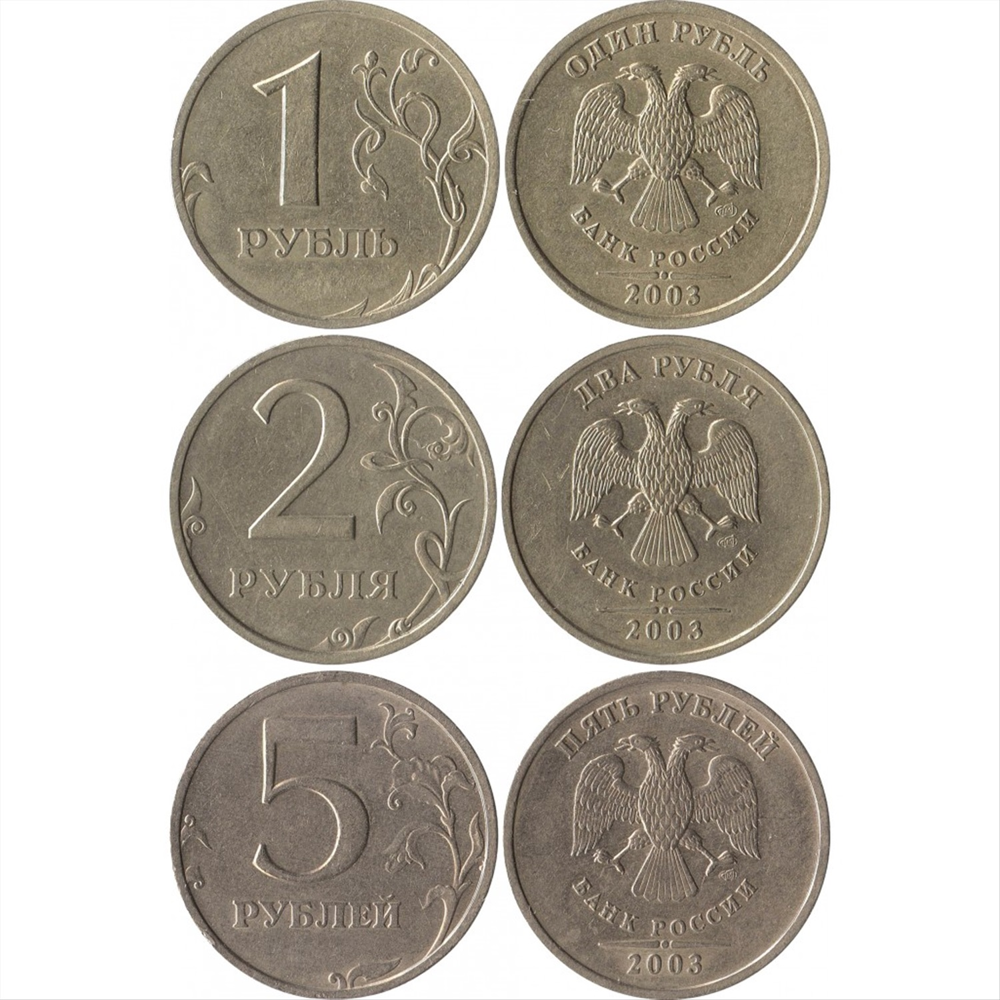 1
РУБЛЬ
ОДИН РУБЛЬ
БАНК РОССИИ
2003
2
РУБЛЯ
ДВА РУБЛЯ
БАНК РОССИИ
2003
5
РУБЛЕЙ
ПЯТЬ РУБЛЕЙ
БАНК РОССИИ
2003